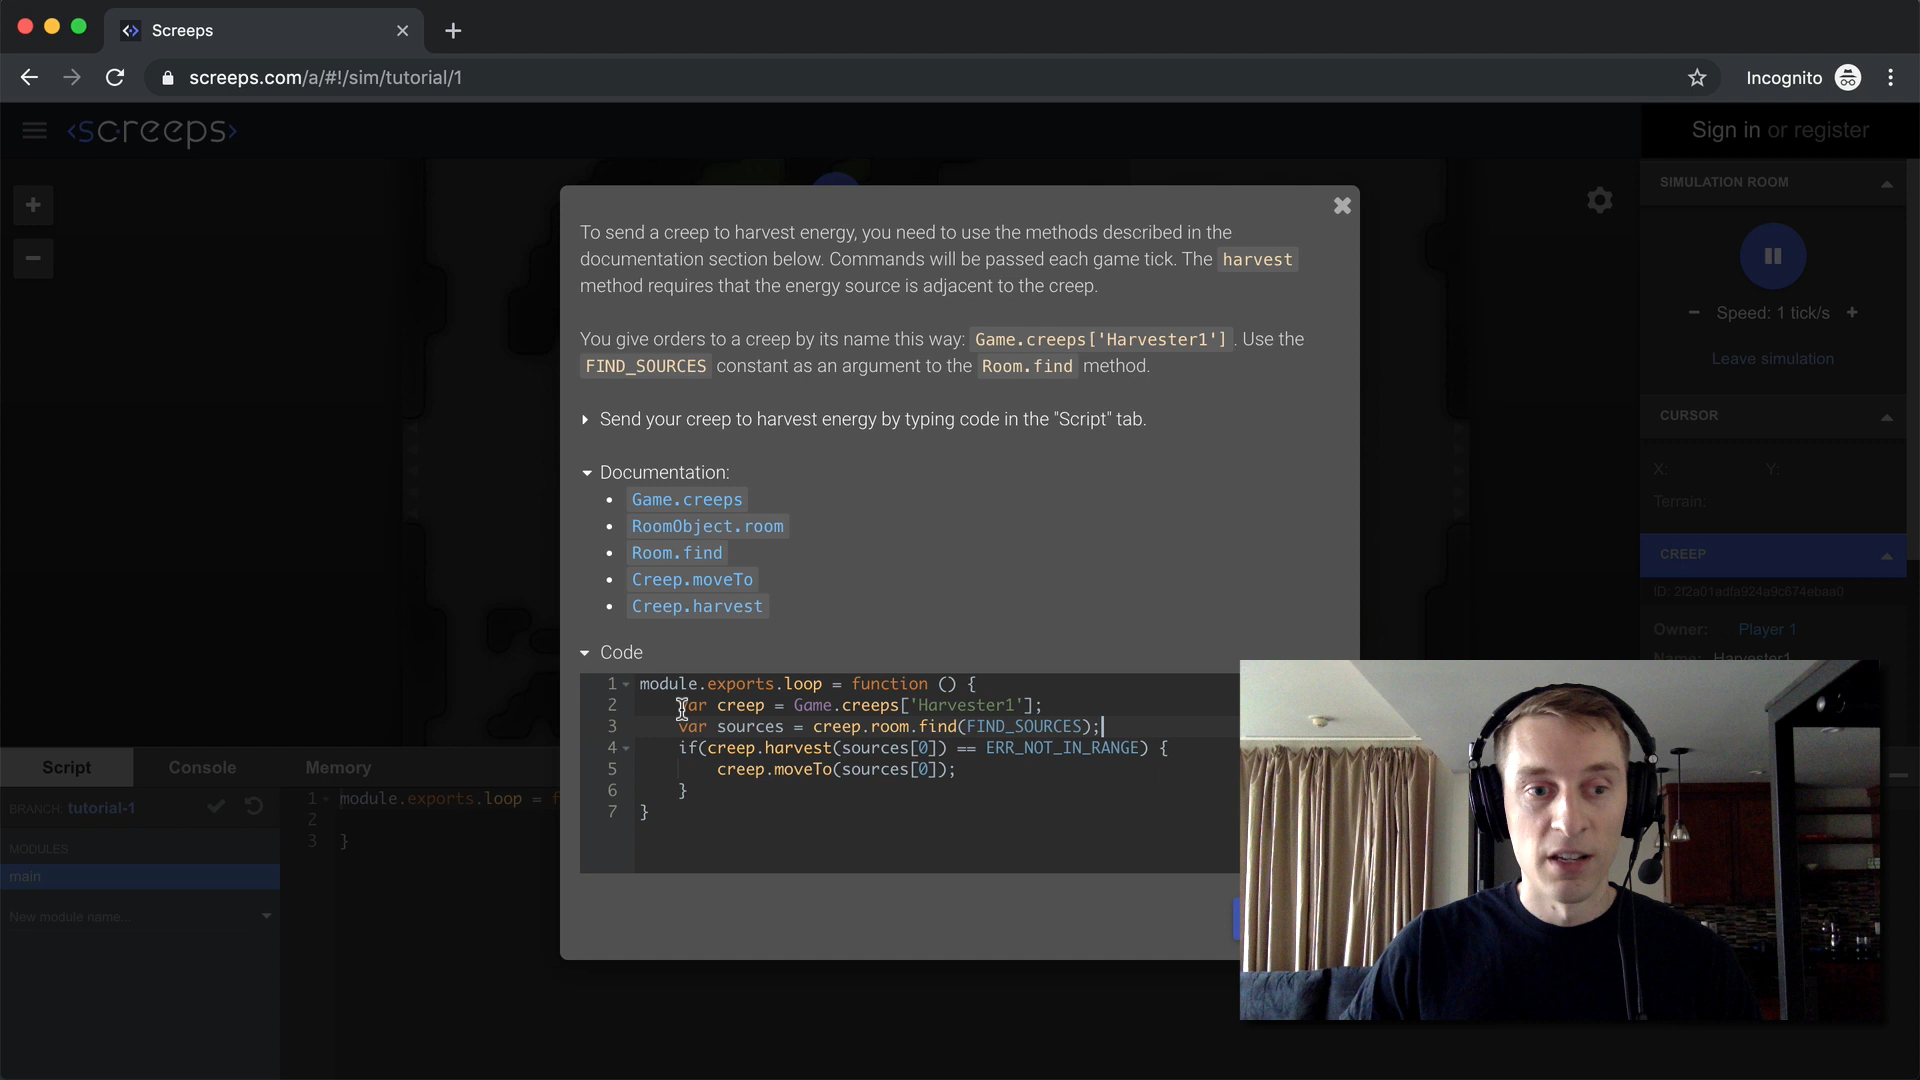 Screeps
screeps.com/a/#!/sim/tutorial/1
Incognito
<screeps>
Sign in or register
SIMULATION ROOM
Speed: 1 tick/s
Leave simulation
CURSOR
X: Y:
Terrain:
CREEP
ID: 2f2a01adfa924a9c674ebaa0
Owner: Player 1
Name: Harvester1
To send a creep to harvest energy, you need to use the methods described in the
documentation section below. Commands will be passed each game tick. The harvest
method requires that the energy source is adjacent to the creep.
You give orders to a creep by its name this way: Game.creeps['Harvester1'] . Use the
FIND_SOURCES constant as an argument to the Room.find method.
Send your creep to harvest energy by typing code in the "Script" tab.
Documentation:
Game.creeps
RoomObject.room
Room.find
Creep.moveTo
Creep.harvest
Code
1 module.exports.loop = function () {
2 var creep = Game.creeps['Harvester1'];
3 var sources = creep.room.find(FIND_SOURCES);
4 if(creep.harvest(sources[0]) == ERR_NOT_IN_RANGE) {
5 creep.moveTo(sources[0]);
6 }
7 }
Script Console Memory
BRANCH: tutorial-1
MODULES
main
New module name...
1 module.exports.loop = f
2
3 }